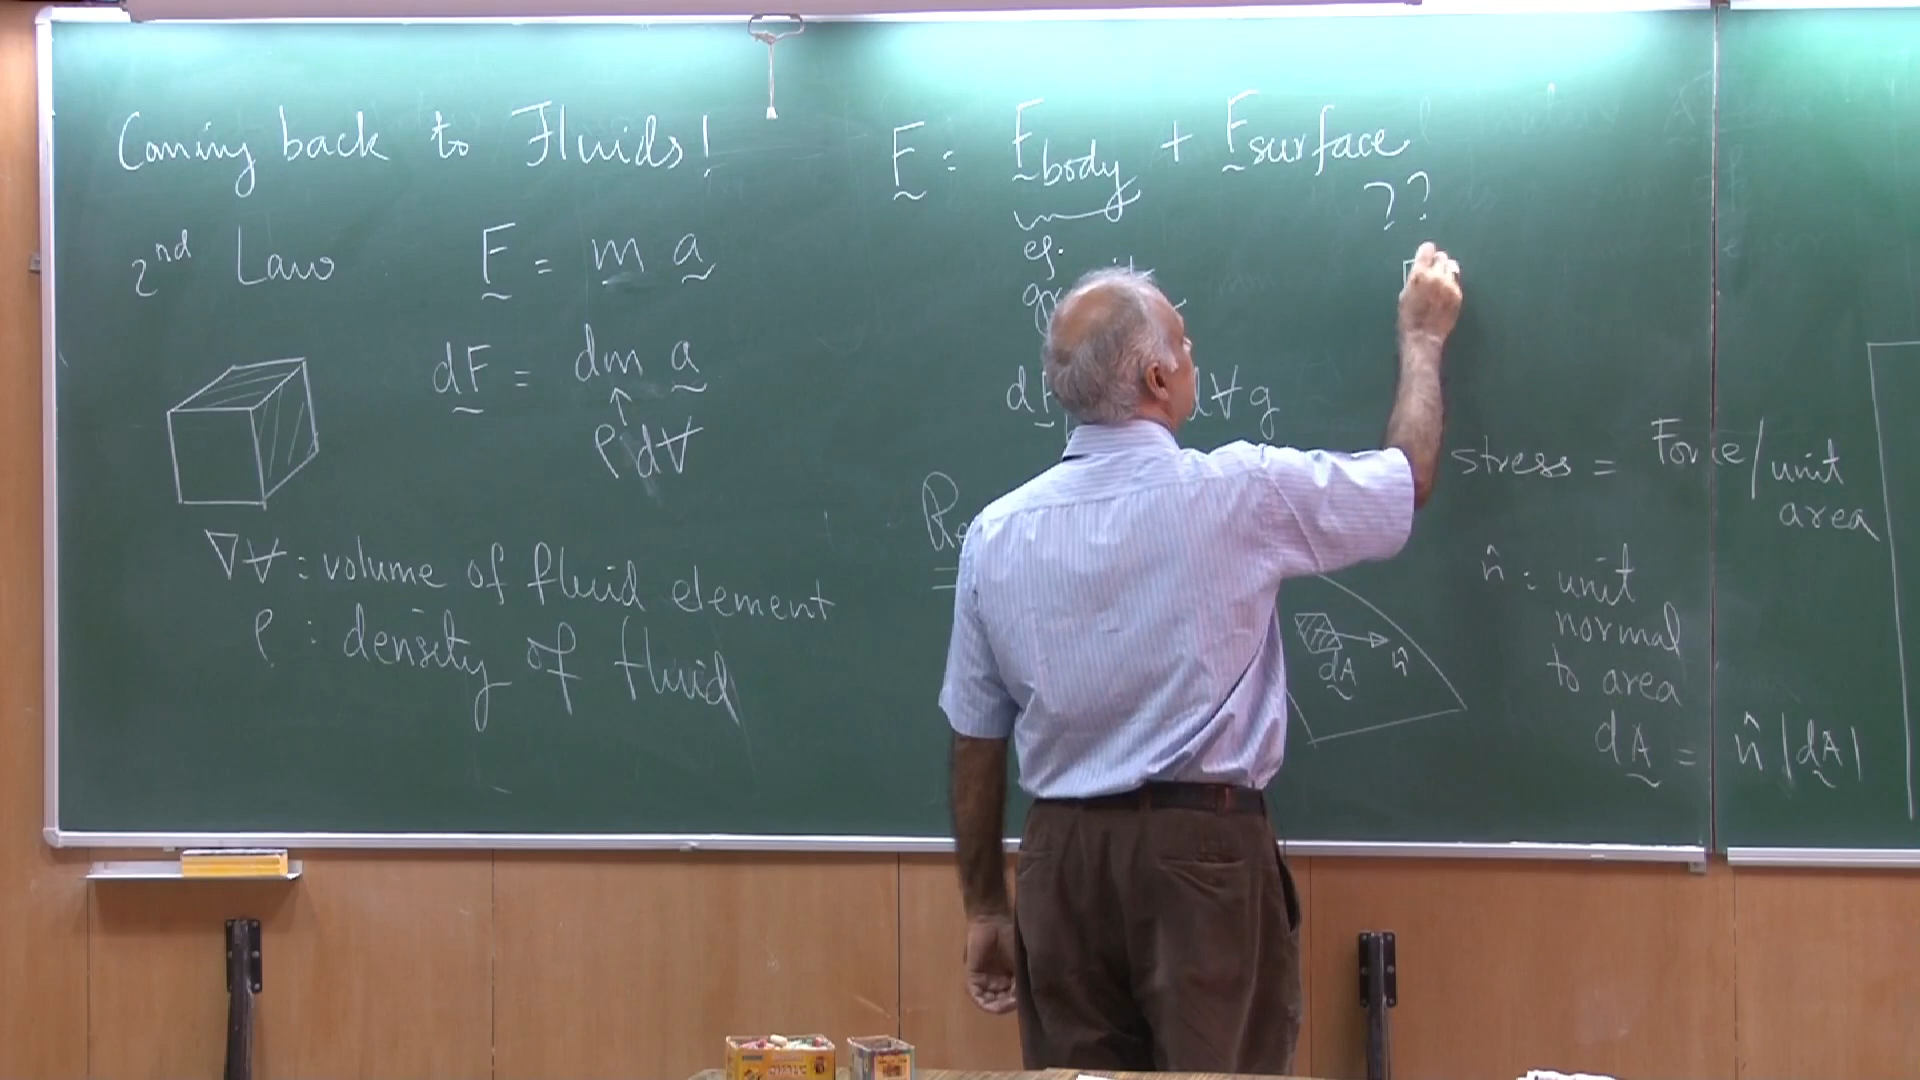 Coming back to Fluids!
2nd Law F = m a
dF = dm a
↑
ρ d∀
∇∀ : volume of fluid element
ρ : density of fluid
F = Fbody + Fsurface
??
eg.
d∀ g
stress = Force / unit area
n̂ : unit
normal
to area
dA = n̂ |dA|
dA n̂